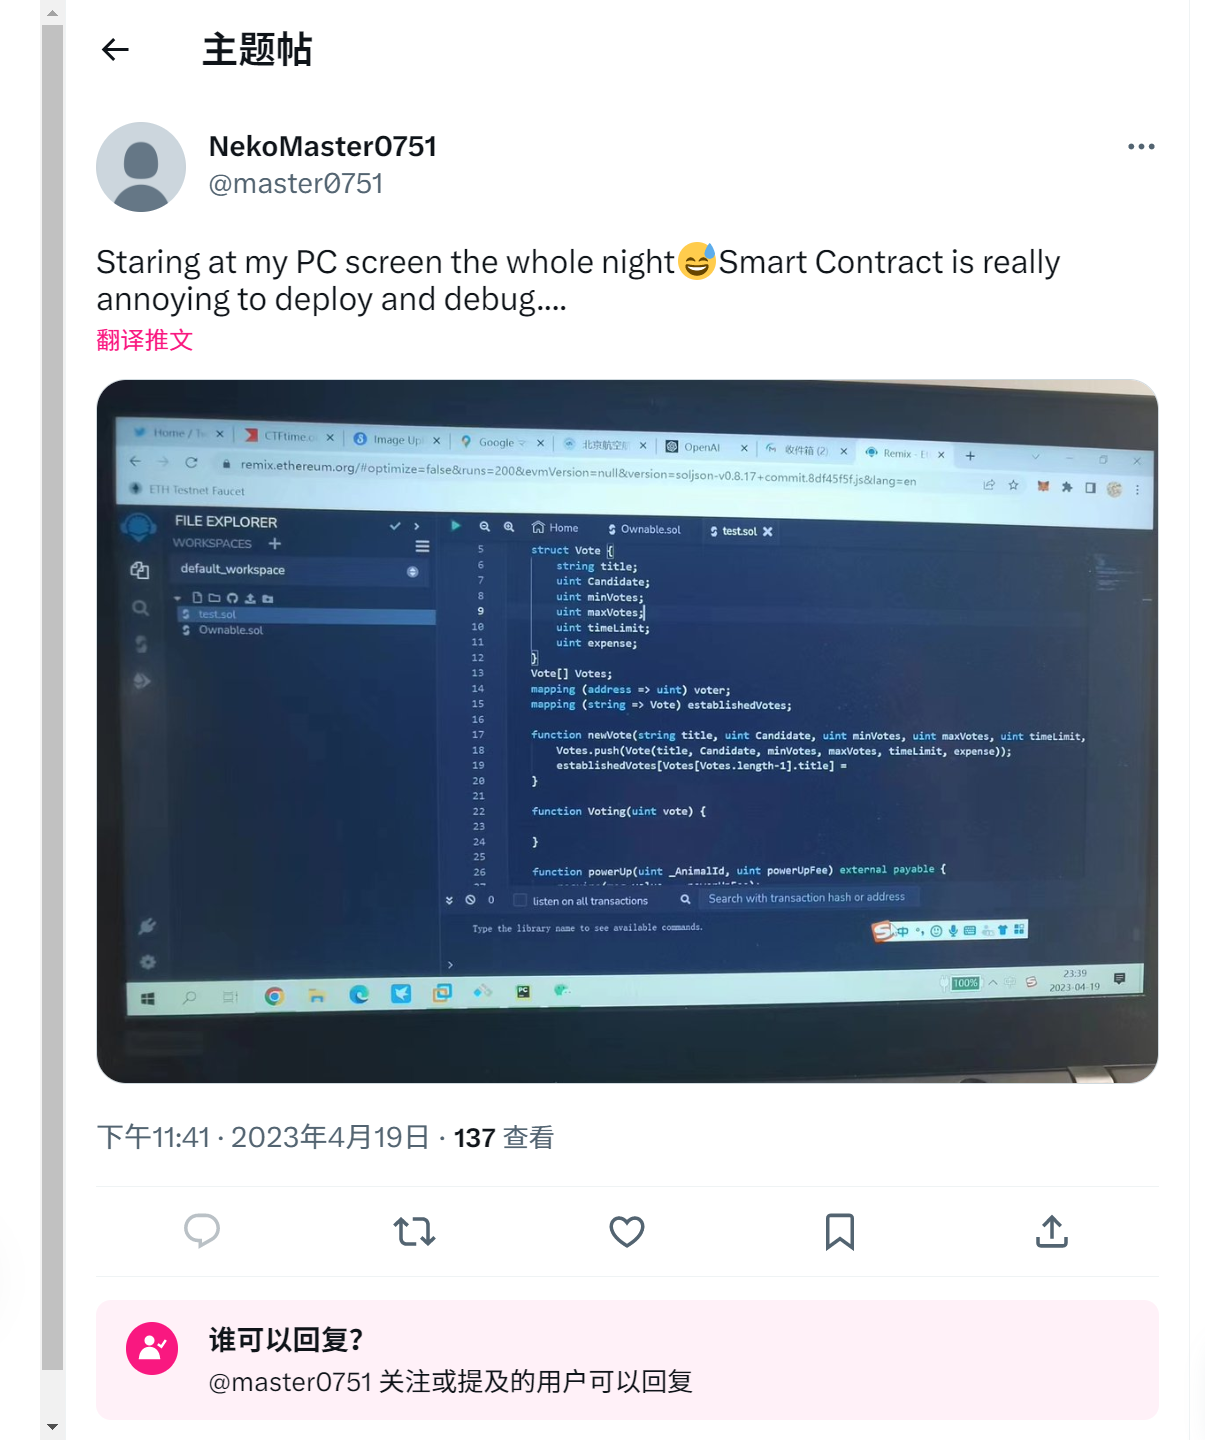 主题帖
NekoMaster0751
@master0751
Staring at my PC screen the whole night😅Smart Contract is really
annoying to deploy and debug....
翻译推文
Home / Tw
CTFtime.o
Image Upl
Google
北京航空航
OpenAI
收件箱 (2)
Remix - Et
remix.ethereum.org/#optimize=false&runs=200&evmVersion=null&version=soljson-v0.8.17+commit.8df45f5f.js&lang=en
ETH Testnet Faucet
FILE EXPLORER
WORKSPACES +
default_workspace
test.sol
Ownable.sol
Home
Ownable.sol
test.sol
5 struct Vote {
6 string title;
7 uint Candidate;
8 uint minVotes;
9 uint maxVotes;
10 uint timeLimit;
11 uint expense;
12 }
13 Vote[] Votes;
14 mapping (address => uint) voter;
15 mapping (string => Vote) establishedVotes;
16
17 function newVote(string title, uint Candidate, uint minVotes, uint maxVotes, uint timeLimit,
18 Votes.push(Vote(title, Candidate, minVotes, maxVotes, timeLimit, expense));
19 establishedVotes[Votes[Votes.length-1].title] =
20 }
21
22 function Voting(uint vote) {
23
24 }
25
26 function powerUp(uint _AnimalId, uint powerUpFee) external payable {
0
listen on all transactions
Search with transaction hash or address
Type the library name to see available commands.
>
中
100%
23:39
2023-04-19
下午11:41 · 2023年4月19日 · 137 查看
谁可以回复？
@master0751 关注或提及的用户可以回复